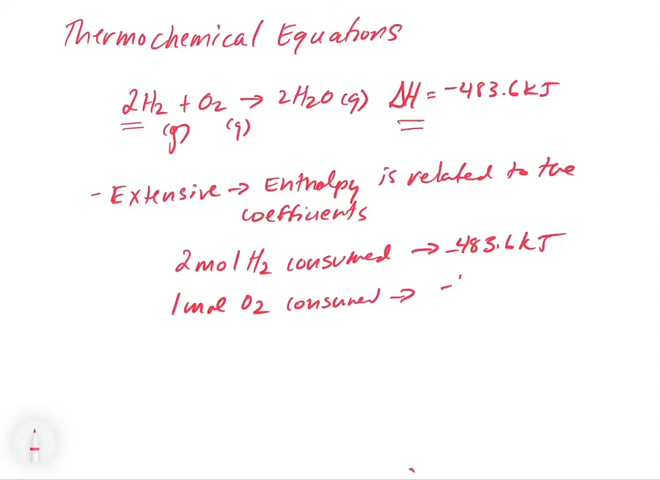 Thermochemical Equations
2H2 + O2 → 2H2O (g) ΔH = -483.6kJ
(g) (g)
- Extensive → Enthalpy is related to the
coefficients
2mol H2 consumed → -483.6kJ
1mol O2 consumed → -